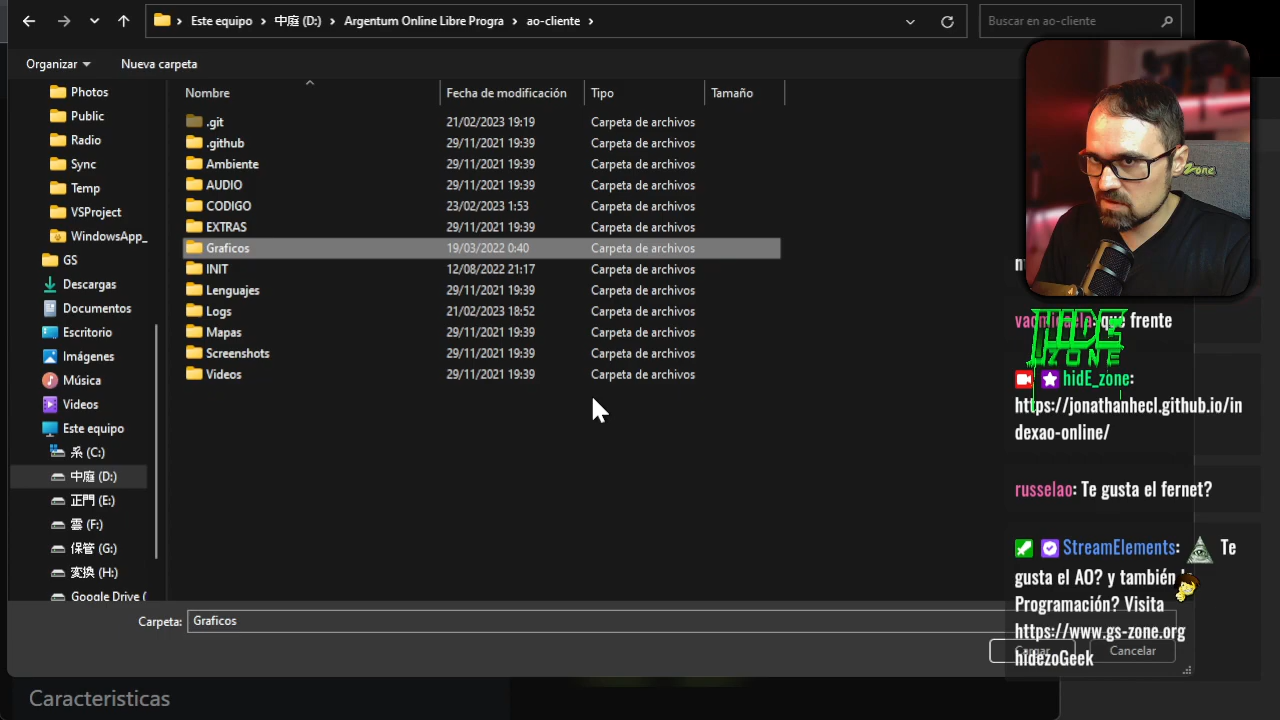 Este equipo
中庭 (D:)
Argentum Online Libre Progra
ao-cliente
Buscar en ao-cliente
Organizar
Nueva carpeta
Photos
Public
Radio
Sync
Temp
VSProject
WindowsApp_
GS
Descargas
Documentos
Escritorio
Imágenes
Música
Videos
Este equipo
系 (C:)
中庭 (D:)
正門 (E:)
雲 (F:)
保管 (G:)
変換 (H:)
Google Drive (
Nombre Fecha de modificación Tipo Tamaño
.git 21/02/2023 19:19 Carpeta de archivos
.github 29/11/2021 19:39 Carpeta de archivos
Ambiente 29/11/2021 19:39 Carpeta de archivos
AUDIO 29/11/2021 19:39 Carpeta de archivos
CODIGO 23/02/2023 1:53 Carpeta de archivos
EXTRAS 29/11/2021 19:39 Carpeta de archivos
Graficos 19/03/2022 0:40 Carpeta de archivos
INIT 12/08/2022 21:17 Carpeta de archivos
Lenguajes 29/11/2021 19:39 Carpeta de archivos
Logs 21/02/2023 18:52 Carpeta de archivos
Mapas 29/11/2021 19:39 Carpeta de archivos
Screenshots 29/11/2021 19:39 Carpeta de archivos
Videos 29/11/2021 19:39 Carpeta de archivos
Carpeta: Graficos
Cargar
Cancelar
Caracteristicas
Zone
que frente
HIDE
ZONE
hidE_zone:
https://jonathanhecl.github.io/in
dexao-online/
russelao: Te gusta el fernet?
StreamElements: Te
gusta el AO? y también
Programación? Visita
https://www.gs-zone.org
hidezoGeek